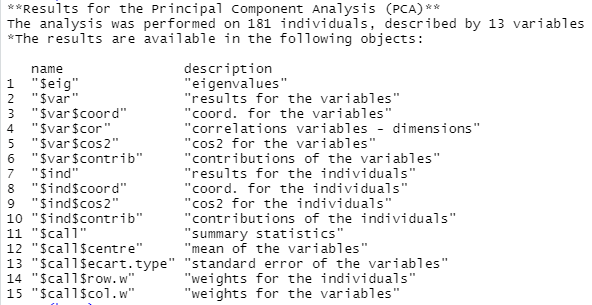 **Results for the Principal Component Analysis (PCA)**
The analysis was performed on 181 individuals, described by 13 variables
*The results are available in the following objects:
name description
1 "$eig" "eigenvalues"
2 "$var" "results for the variables"
3 "$var$coord" "coord. for the variables"
4 "$var$cor" "correlations variables - dimensions"
5 "$var$cos2" "cos2 for the variables"
6 "$var$contrib" "contributions of the variables"
7 "$ind" "results for the individuals"
8 "$ind$coord" "coord. for the individuals"
9 "$ind$cos2" "cos2 for the individuals"
10 "$ind$contrib" "contributions of the individuals"
11 "$call" "summary statistics"
12 "$call$centre" "mean of the variables"
13 "$call$ecart.type" "standard error of the variables"
14 "$call$row.w" "weights for the individuals"
15 "$call$col.w" "weights for the variables"